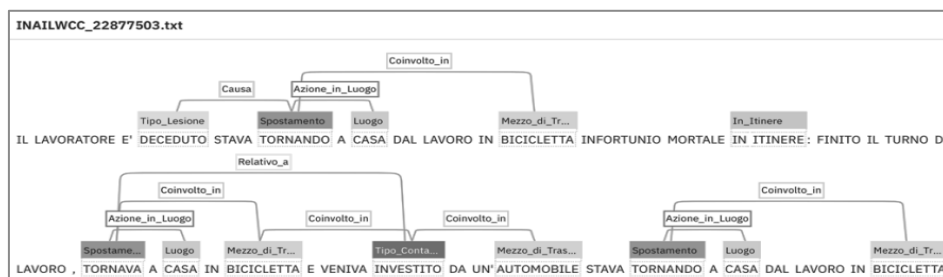 INAILWCC_22877503.txt
Coinvolto_in
Causa Azione_in_Luogo
Tipo_Lesione Spostamento Luogo Mezzo_di_Tr... In_Itinere
IL LAVORATORE E' DECEDUTO STAVA TORNANDO A CASA DAL LAVORO IN BICICLETTA INFORTUNIO MORTALE IN ITINERE: FINITO IL TURNO D
Relativo_a
Coinvolto_in Coinvolto_in
Azione_in_Luogo Coinvolto_in Coinvolto_in Azione_in_Luogo
Spostame... Luogo Mezzo_di_Tr... Tipo_Conta... Mezzo_di_Tras... Spostamento Luogo Mezzo_di_Tr...
LAVORO , TORNAVA A CASA IN BICICLETTA E VENIVA INVESTITO DA UN' AUTOMOBILE STAVA TORNANDO A CASA DAL LAVORO IN BICICLETT